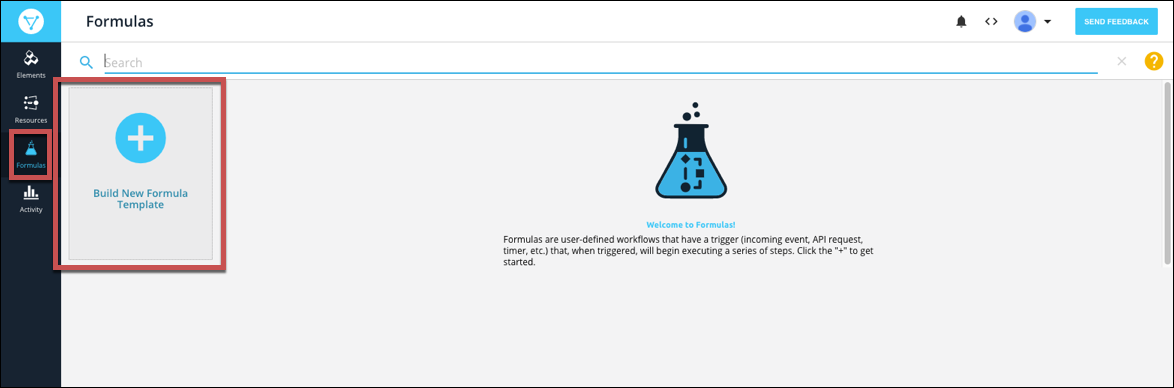 Formulas
SEND FEEDBACK
Search
Elements
Resources
Formulas
Activity
Build New Formula
Template
Welcome to Formulas!
Formulas are user-defined workflows that have a trigger (incoming event, API request,
timer, etc.) that, when triggered, will begin executing a series of steps. Click the "+" to get
started.